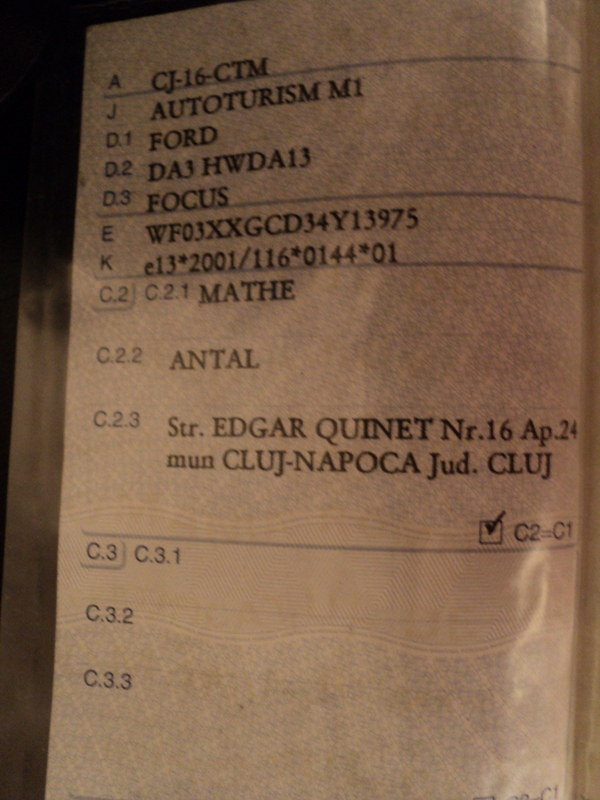 A CJ-16-CTM
J AUTOTURISM M1
D.1 FORD
D.2 DA3 HWDA13
D.3 FOCUS
E WF03XXGCD34Y13975
K e13*2001/116*0144*01
C.2 C.2.1 MATHE
C.2.2 ANTAL
C.2.3 Str. EDGAR QUINET Nr.16 Ap.24
mun CLUJ-NAPOCA Jud. CLUJ
C2=C1
C.3 C.3.1
C.3.2
C.3.3